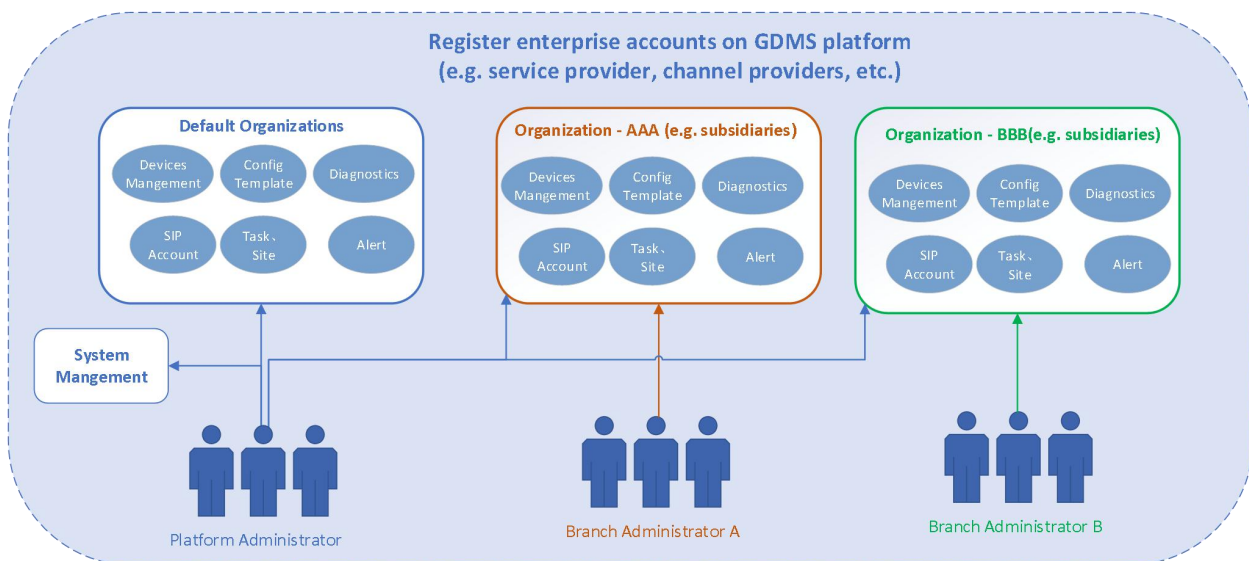 Register enterprise accounts on GDMS platform
(e.g. service provider, channel providers, etc.)
Default Organizations
Devices
Mangement
Config
Template
Diagnostics
SIP
Account
Task、
Site
Alert
Organization - AAA (e.g. subsidiaries)
Devices
Mangement
Config
Template
Diagnostics
SIP
Account
Task、
Site
Alert
Organization - BBB(e.g. subsidiaries)
Devices
Mangement
Config
Template
Diagnostics
SIP
Account
Task、
Site
Alert
System
Mangement
Platform Administrator
Branch Administrator A
Branch Administrator B